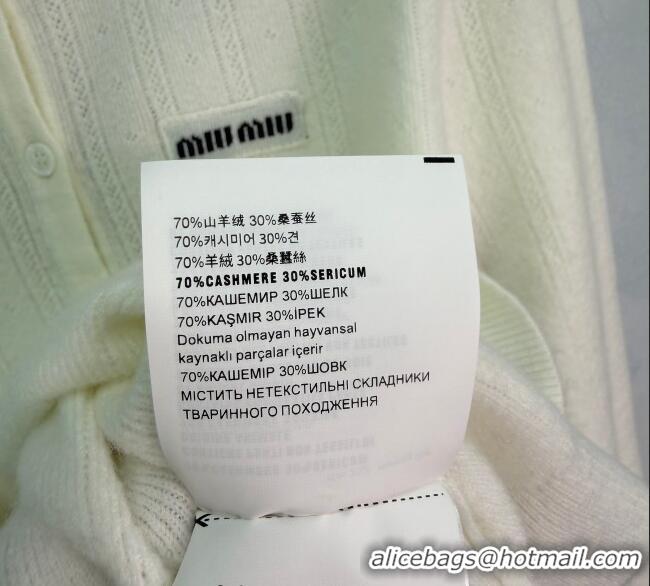 MIU MIU
70%山羊绒 30%桑蚕丝
70%캐시미어 30%견
70%羊絨 30%桑蠶絲
70%CASHMERE 30%SERICUM
70%КАШЕМИР 30%ШЕЛК
70%KAŞMIR 30%İPEK
Dokuma olmayan hayvansal
kaynaklı parçalar içerir
70%КАШЕМІР 30%ШОВК
МІСТИТЬ НЕТЕКСТИЛЬНІ СКЛАДНИКИ
ТВАРИННОГО ПОХОДЖЕННЯ
alicebags@hotmail.com